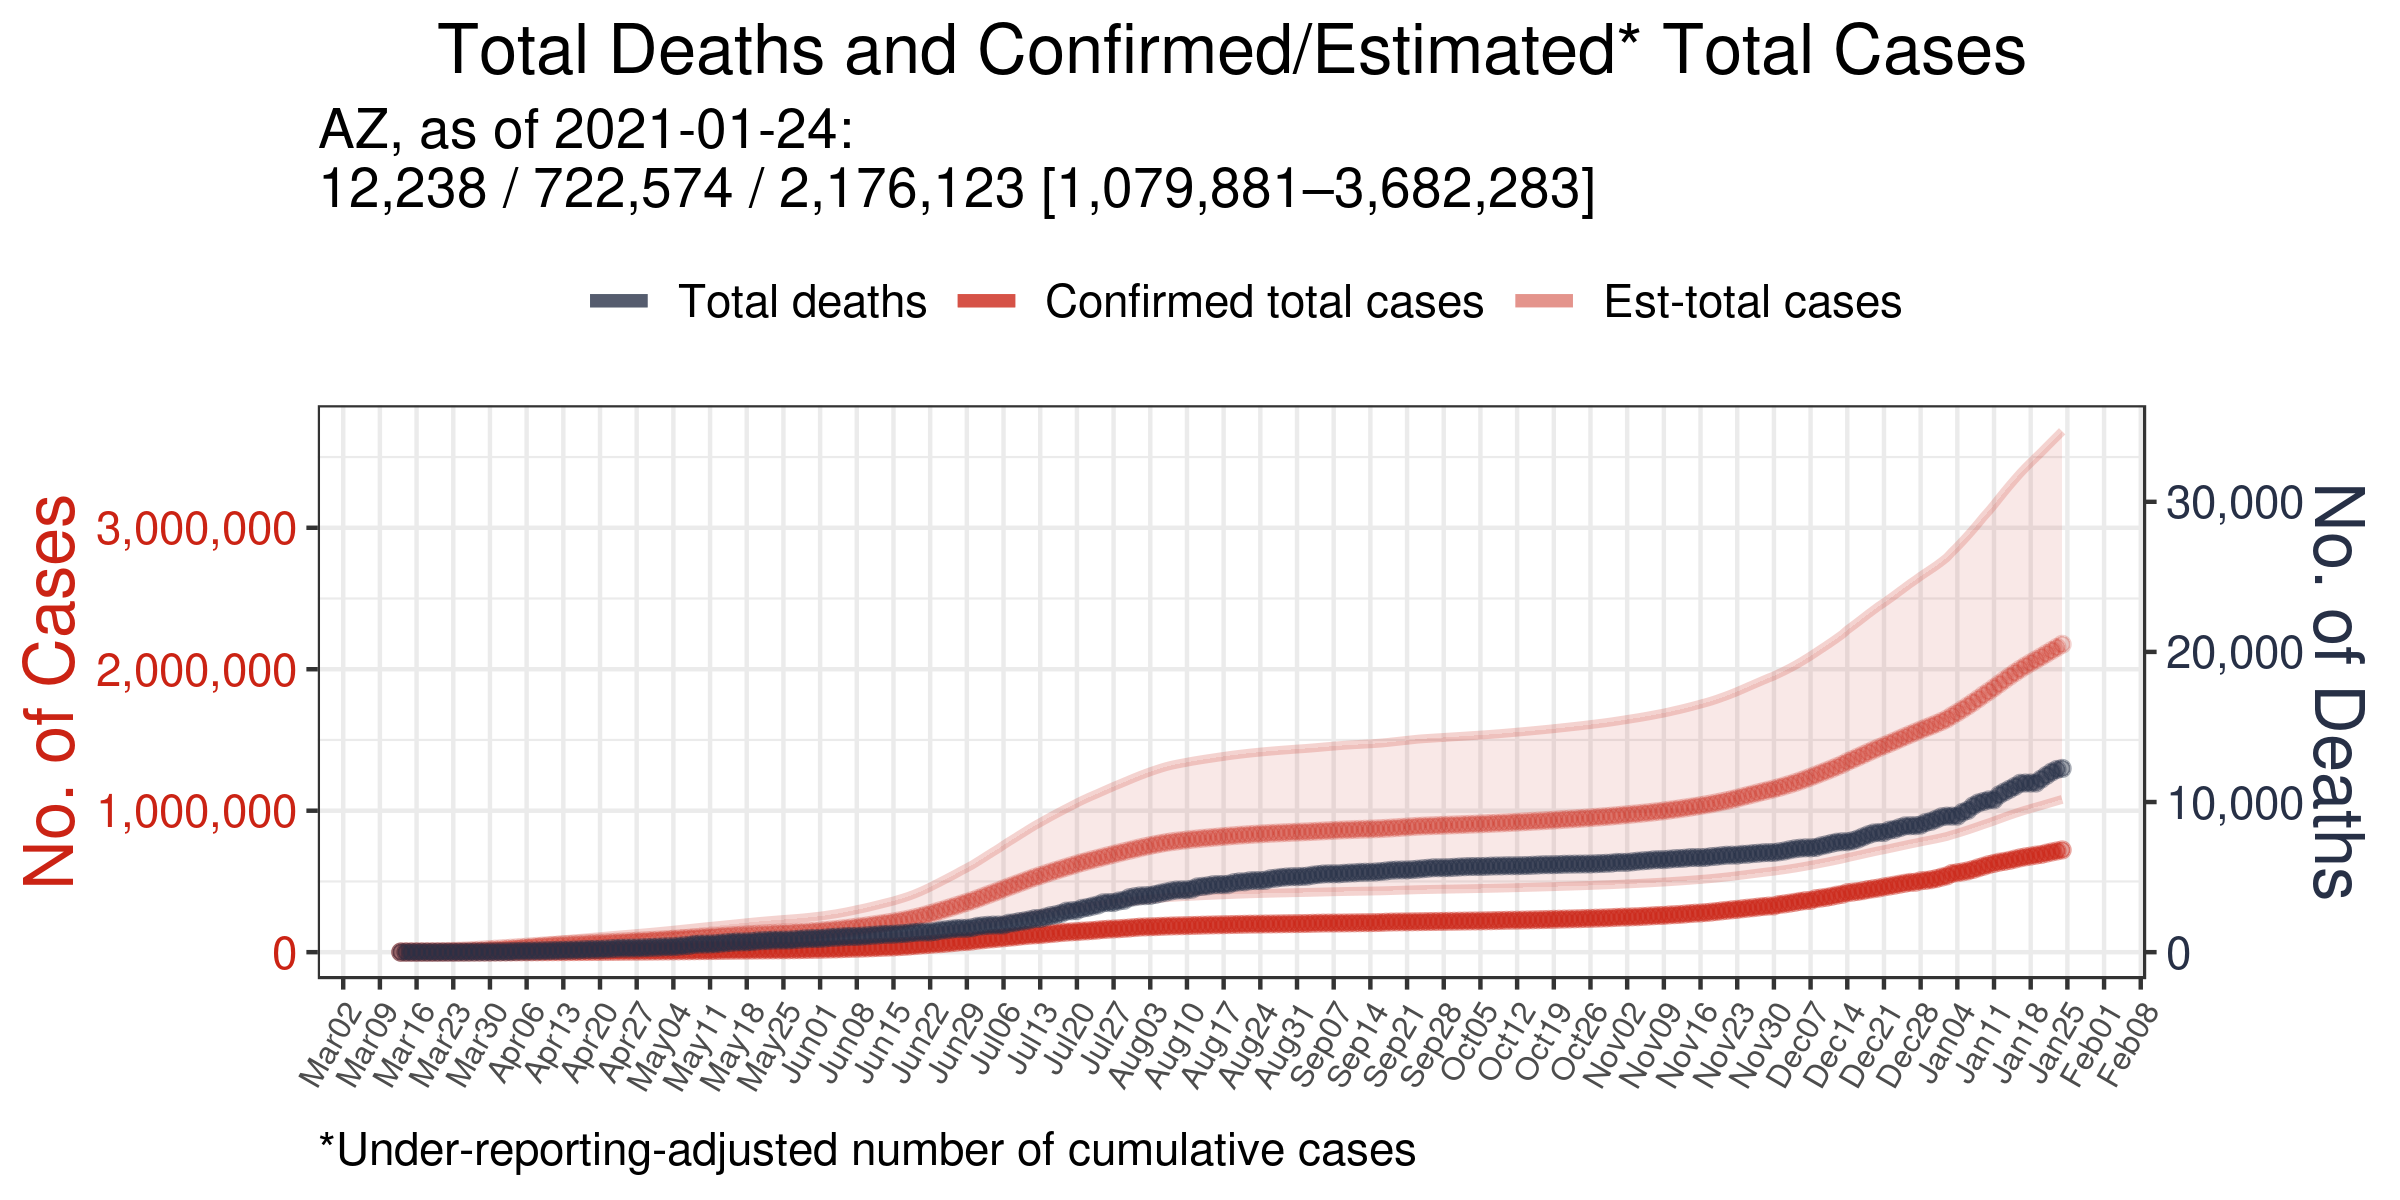 Total Deaths and Confirmed/Estimated* Total Cases
AZ, as of 2021-01-24:
12,238 / 722,574 / 2,176,123 [1,079,881–3,682,283]
Total deaths
Confirmed total cases
Est-total cases
No. of Cases
3,000,000
2,000,000
1,000,000
0
30,000
20,000
10,000
0
No. of Deaths
Mar02
Mar09
Mar16
Mar23
Mar30
Apr06
Apr13
Apr20
Apr27
May04
May11
May18
May25
Jun01
Jun08
Jun15
Jun22
Jun29
Jul06
Jul13
Jul20
Jul27
Aug03
Aug10
Aug17
Aug24
Aug31
Sep07
Sep14
Sep21
Sep28
Oct05
Oct12
Oct19
Oct26
Nov02
Nov09
Nov16
Nov23
Nov30
Dec07
Dec14
Dec21
Dec28
Jan04
Jan11
Jan18
Jan25
Feb01
Feb08
*Under-reporting-adjusted number of cumulative cases